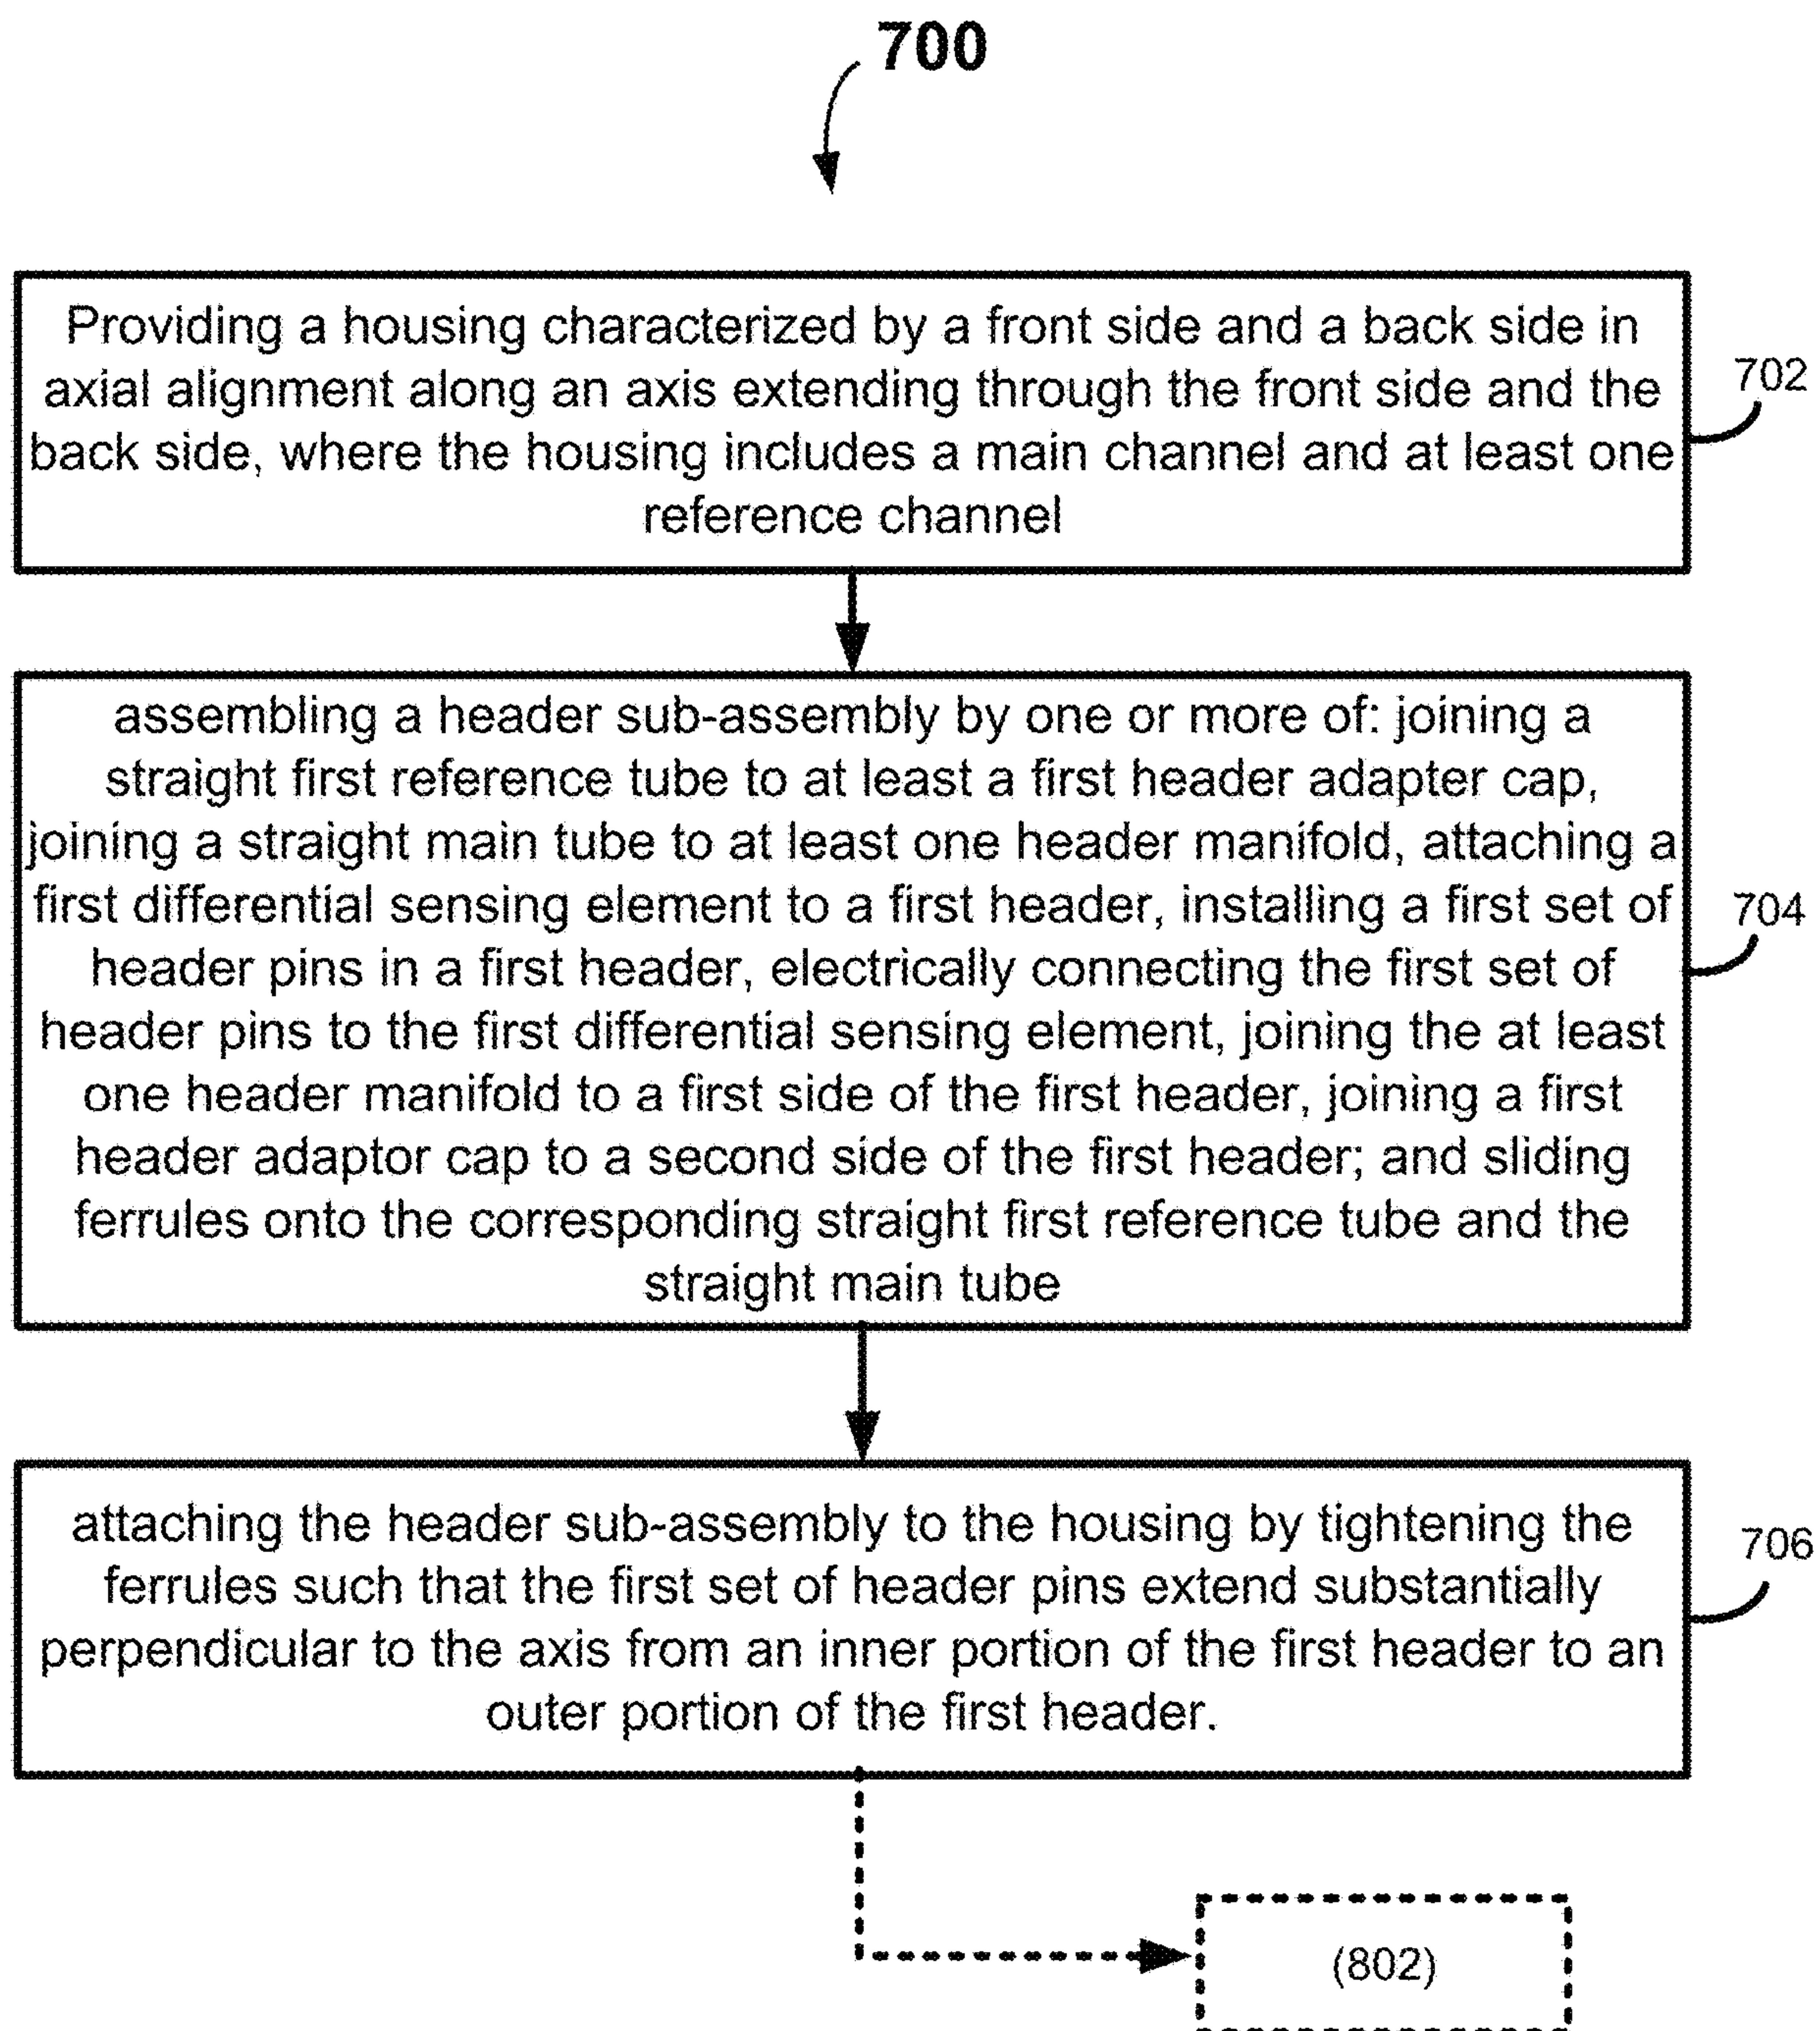 700
Providing a housing characterized by a front side and a back side in
axial alignment along an axis extending through the front side and the
back side, where the housing includes a main channel and at least one
reference channel
702
assembling a header sub-assembly by one or more of: joining a
straight first reference tube to at least a first header adapter cap,
joining a straight main tube to at least one header manifold, attaching a
first differential sensing element to a first header, installing a first set of
header pins in a first header, electrically connecting the first set of
header pins to the first differential sensing element, joining the at least
one header manifold to a first side of the first header, joining a first
header adaptor cap to a second side of the first header; and sliding
ferrules onto the corresponding straight first reference tube and the
straight main tube
704
attaching the header sub-assembly to the housing by tightening the
ferrules such that the first set of header pins extend substantially
perpendicular to the axis from an inner portion of the first header to an
outer portion of the first header.
706
(802)